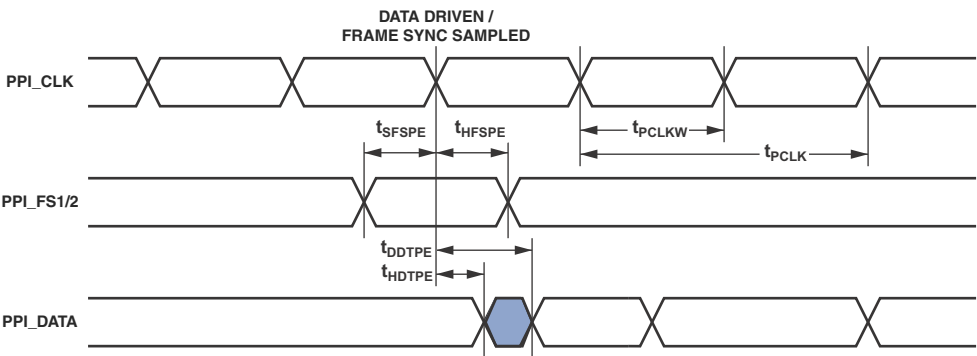 DATA DRIVEN /
FRAME SYNC SAMPLED
PPI_CLK
tSFSPE
tHFSPE
tPCLKW
tPCLK
PPI_FS1/2
tDDTPE
tHDTPE
PPI_DATA